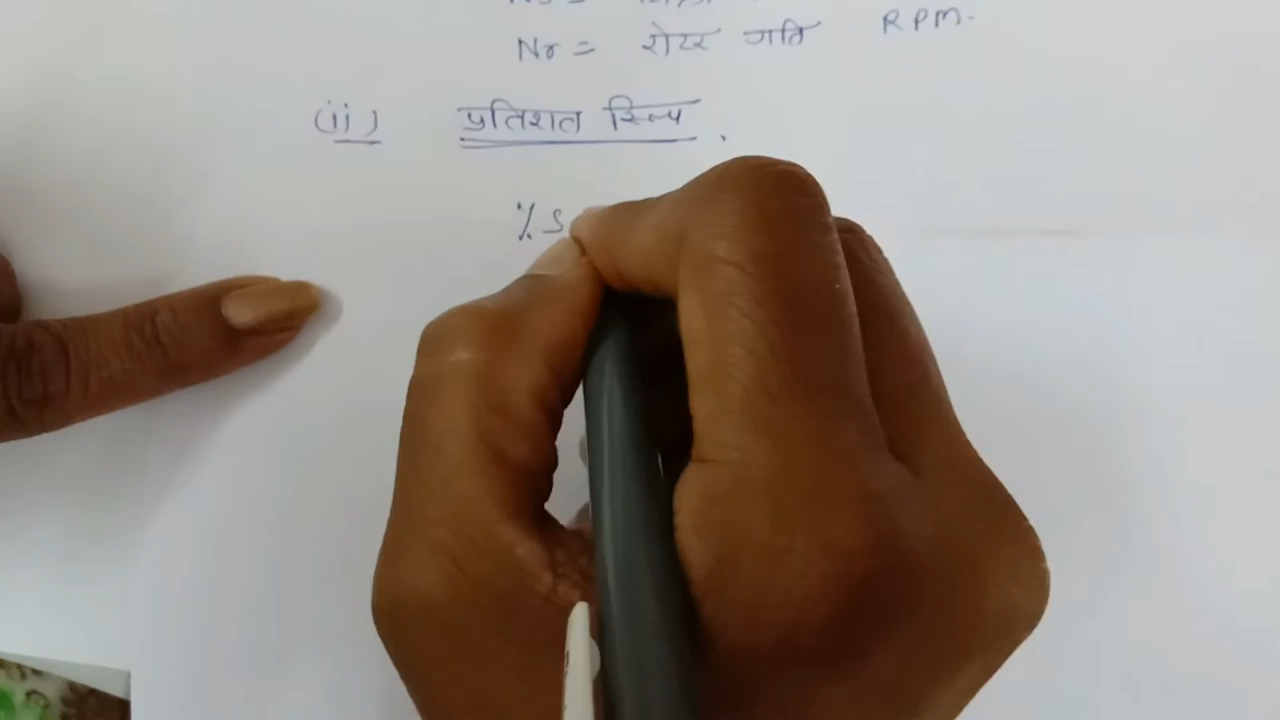 Nr = रोटर गति RPM.
(ii) प्रतिशत स्लिप .
% S